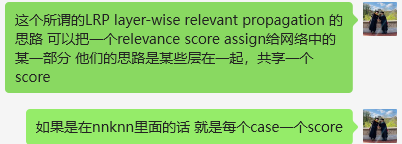 这个所谓的LRP layer-wise relevant propagation 的
思路 可以把一个relevance score assign给网络中的
某一部分 他们的思路是某些层在一起，共享一个
score
如果是在nnknn里面的话 就是每个case一个score